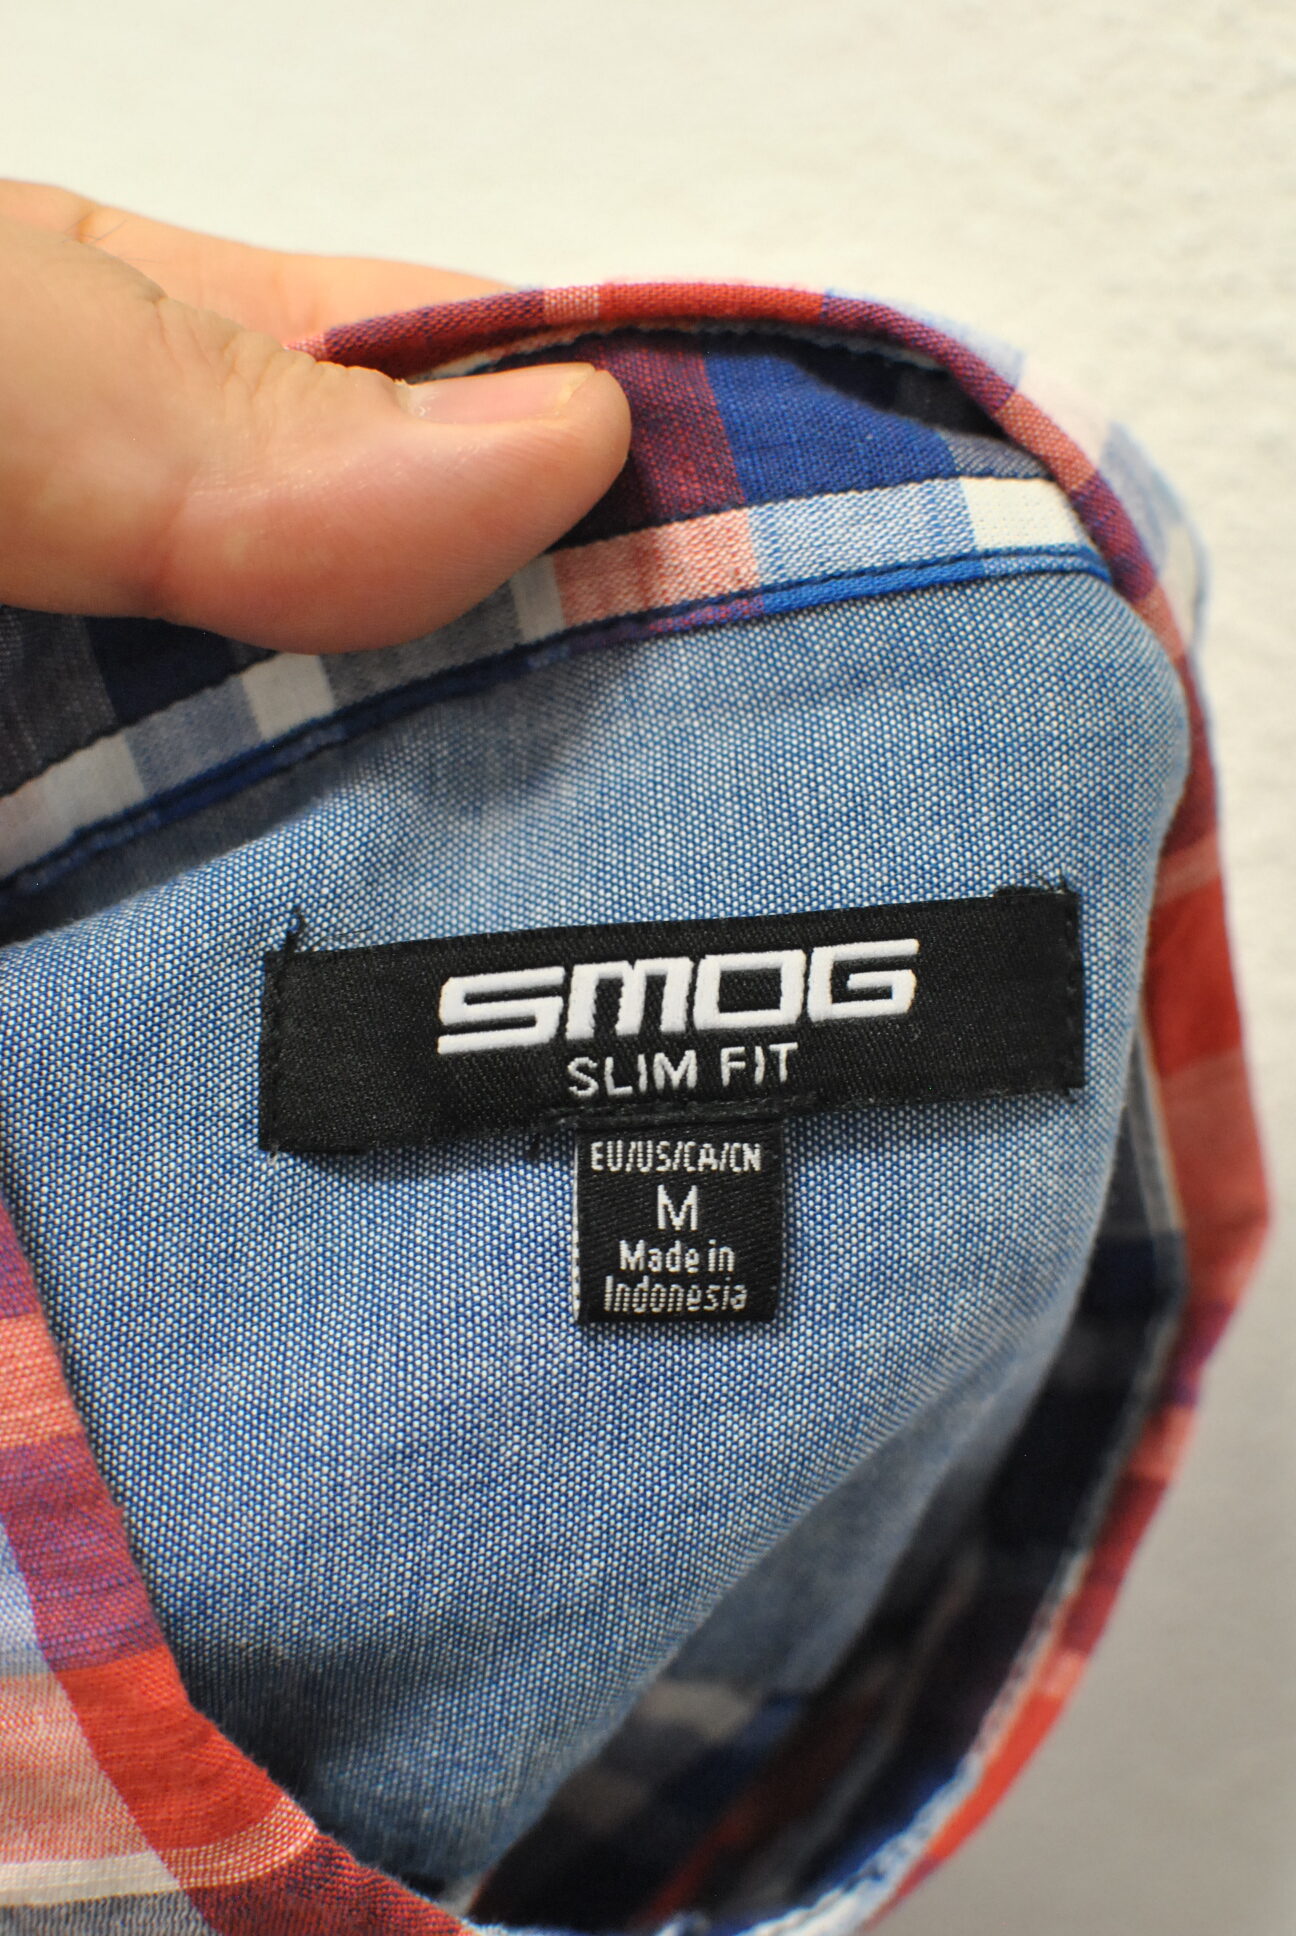 SMOG
SLIM FIT
EU/US/CA/CN
M
Made in
Indonesia